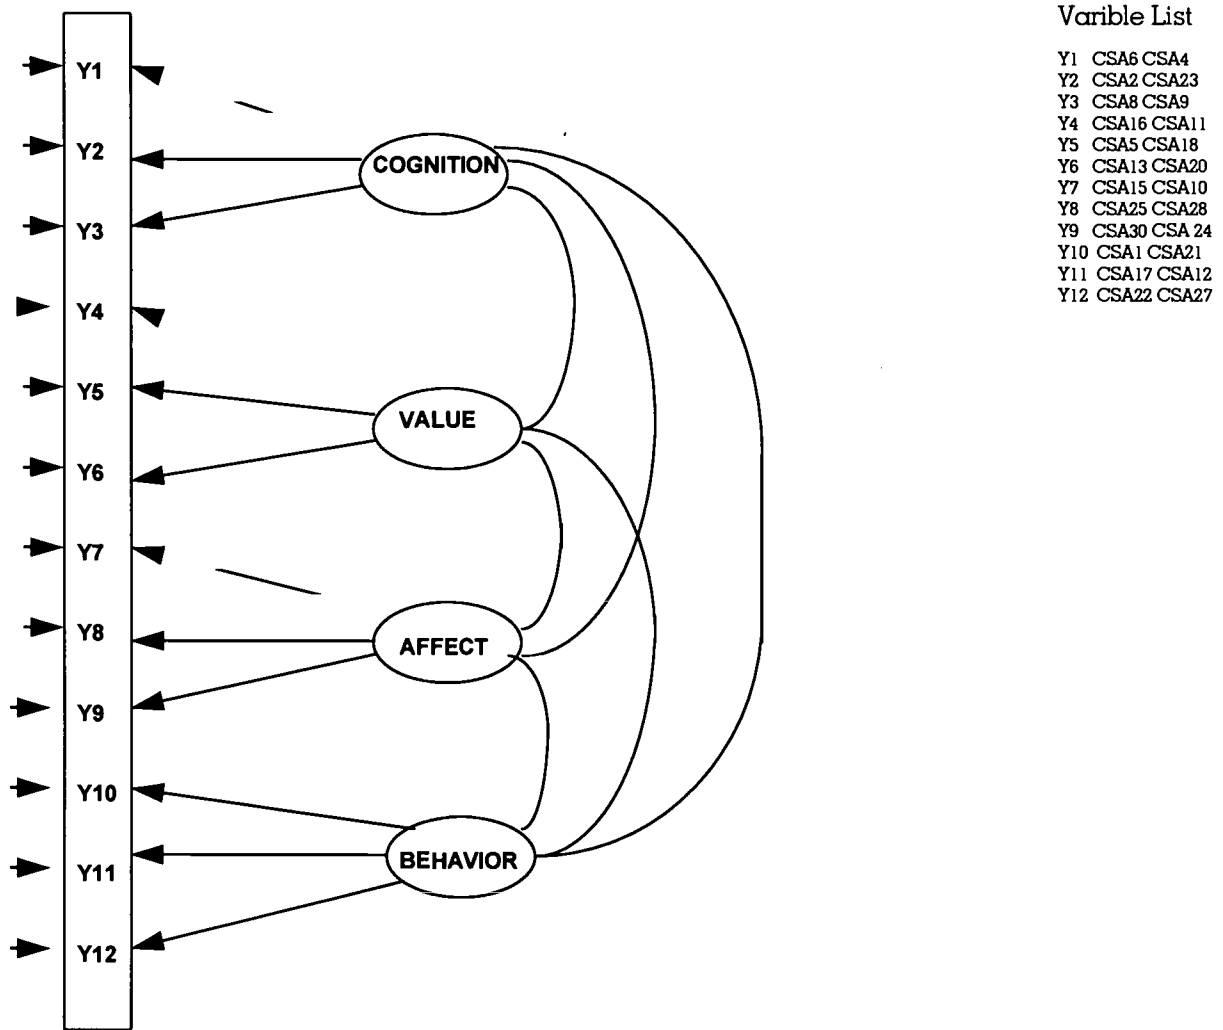 Varible List
Y1 CSA6 CSA4
Y2 CSA2 CSA23
Y3 CSA8 CSA9
Y4 CSA16 CSA11
Y5 CSA5 CSA18
Y6 CSA13 CSA20
Y7 CSA15 CSA10
Y8 CSA25 CSA28
Y9 CSA30 CSA 24
Y10 CSA1 CSA21
Y11 CSA17 CSA12
Y12 CSA22 CSA27
Y1
Y2
COGNITION
Y3
Y4
Y5
VALUE
Y6
Y7
Y8
AFFECT
Y9
Y10
BEHAVIOR
Y11
Y12